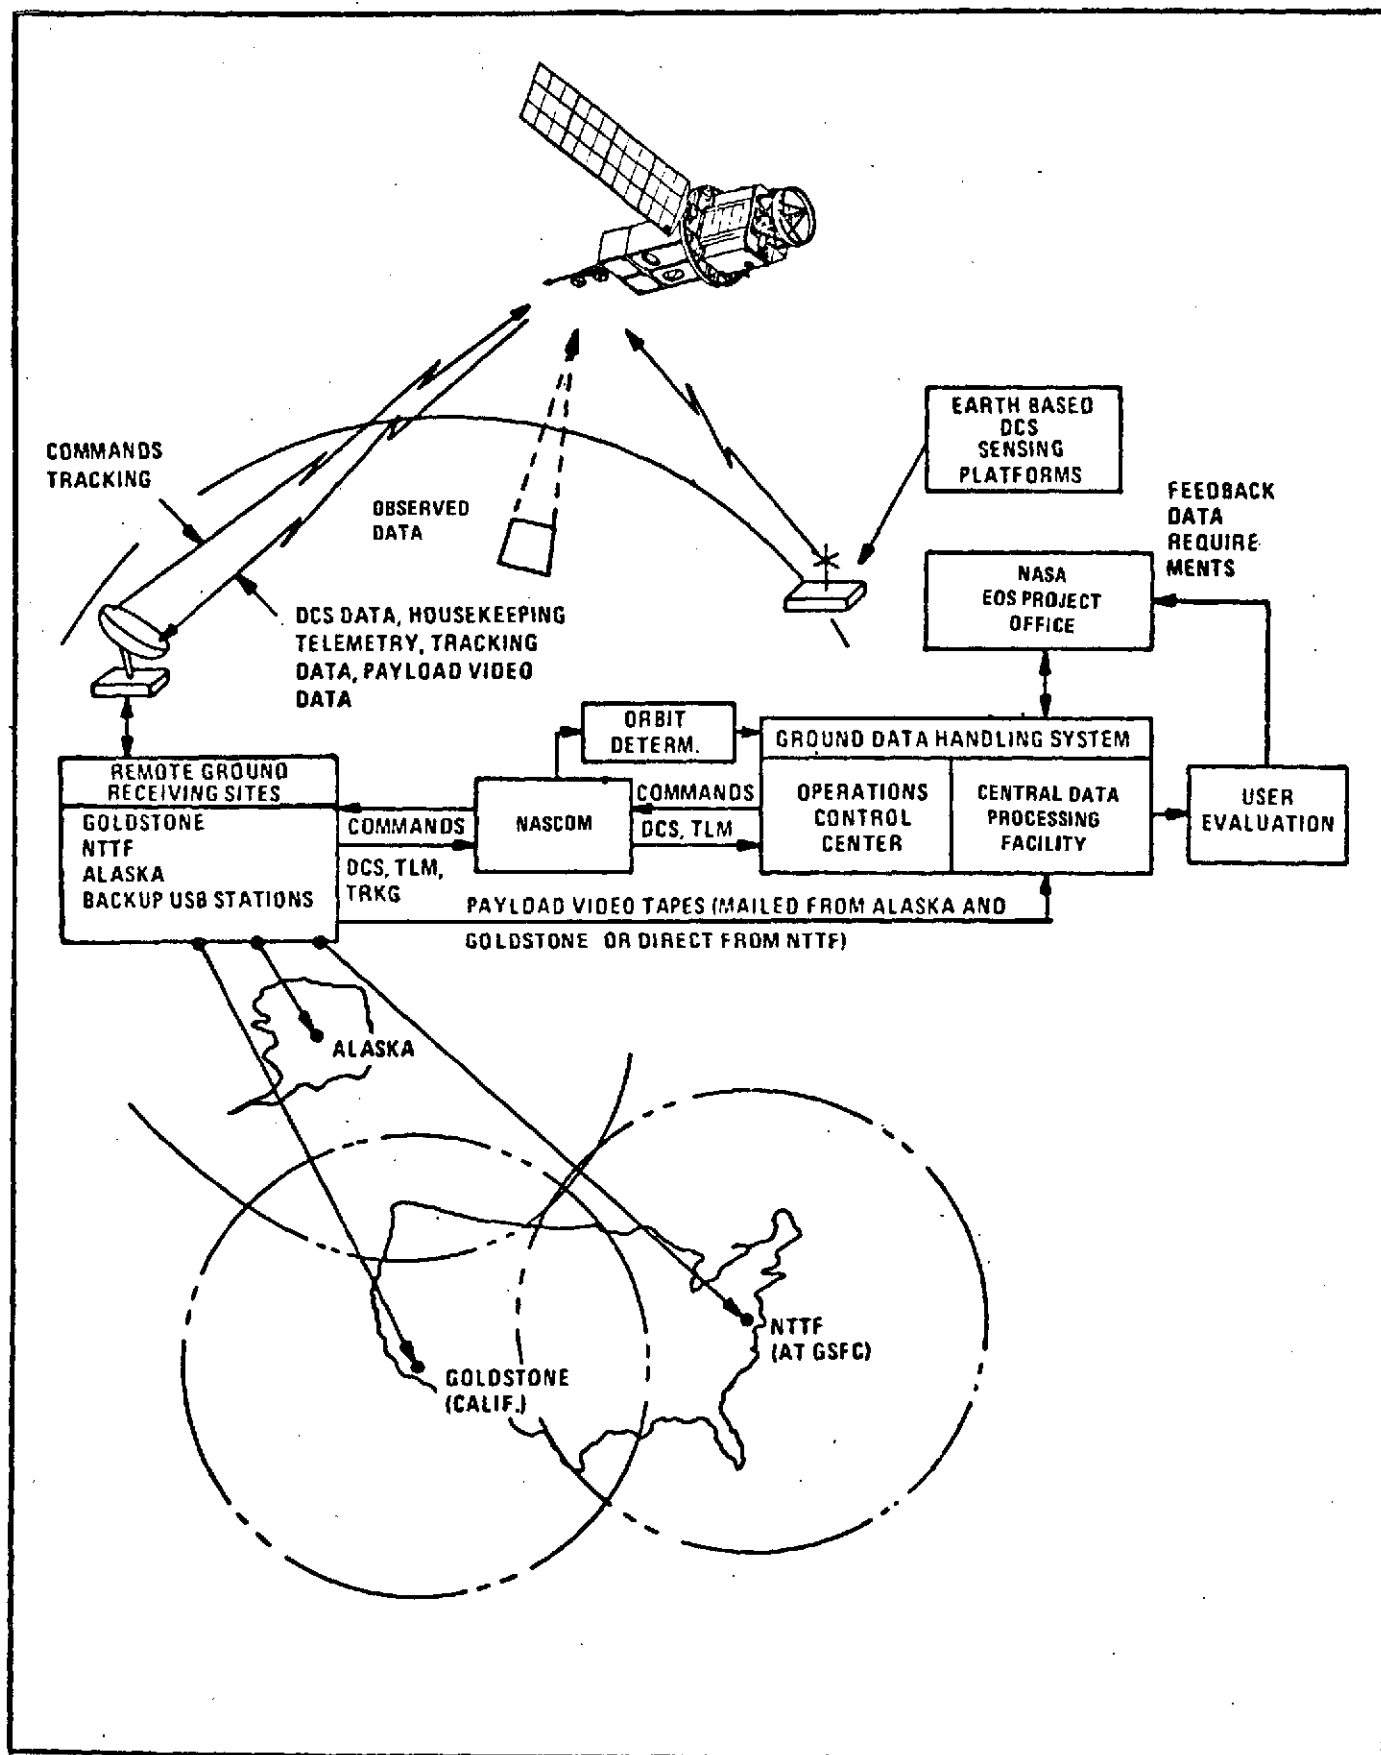 EARTH BASED
DCS
SENSING
PLATFORMS
COMMANDS
TRACKING
OBSERVED
DATA
FEEDBACK
DATA
REQUIRE
MENTS
NASA
EOS PROJECT
OFFICE
DCS DATA, HOUSEKEEPING
TELEMETRY, TRACKING
DATA, PAYLOAD VIDEO
DATA
ORBIT
DETERM.
GROUND DATA HANDLING SYSTEM
REMOTE GROUND
RECEIVING SITES
GOLDSTONE
NTTF
ALASKA
BACKUP USB STATIONS
COMMANDS
DCS, TLM,
TRKG
NASCOM
COMMANDS
DCS, TLM
OPERATIONS
CONTROL
CENTER
CENTRAL DATA
PROCESSING
FACILITY
USER
EVALUATION
PAYLOAD VIDEO TAPES (MAILED FROM ALASKA AND
GOLDSTONE OR DIRECT FROM NTTF)
ALASKA
NTTF
(AT GSFC)
GOLDSTONE
(CALIF.)